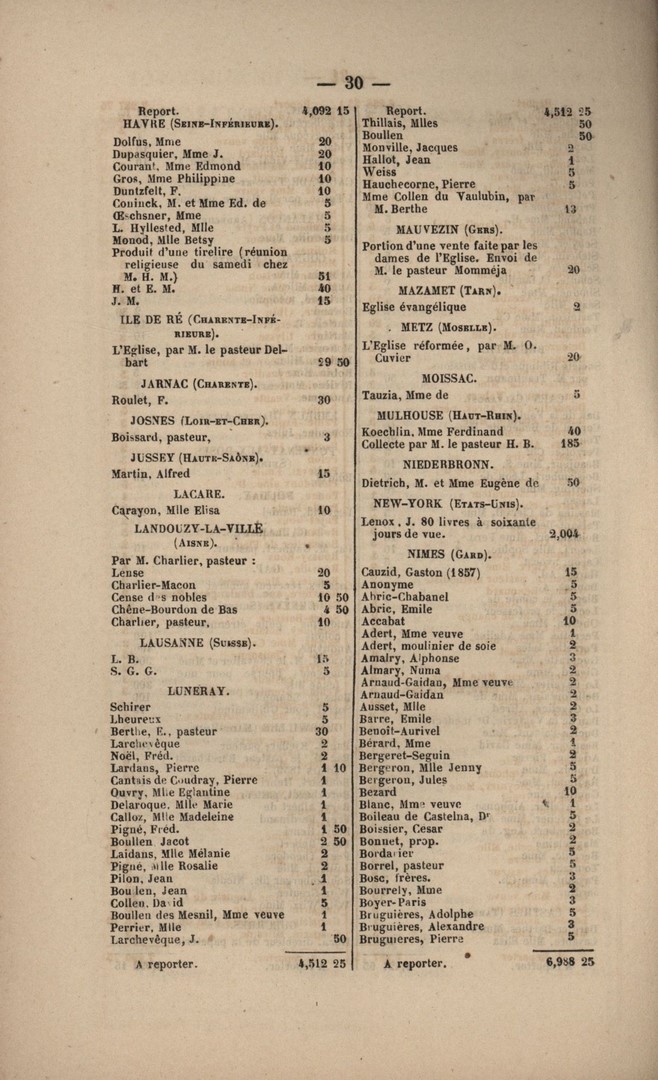 — 30 —
Report. 4,092 15
HAVRE (Seine-Inférieure).
Dolfus, Mme 20
Dupasquier, Mme J. 20
Courant, Mme Edmond 10
Gros, Mme Philippine 10
Duntzfelt, F. 10
Coninck, M. et Mme Ed. de 5
Œschsner, Mme 5
L. Hyllested, Mlle 5
Monod, Mlle Betsy 5
Produit d'une tirelire (réunion
religieuse du samedi chez
M. H. M.) 51
H. et E. M. 40
J. M. 15
ILE DE RÉ (Charente-Infé-
rieure).
L'Eglise, par M. le pasteur Del-
bart 29 50
JARNAC (Charente).
Roulet, F. 30
JOSNES (Loir-et-Cher).
Boissard, pasteur, 3
JUSSEY (Haute-Saône).
Martin, Alfred 15
LACARE.
Carayon, Mlle Elisa 10
LANDOUZY-LA-VILLE
(Aisne).
Par M. Charlier, pasteur :
Leuse 20
Charlier-Macon 5
Cense des nobles 10 50
Chêne-Bourdon de Bas 4 50
Charlier, pasteur, 10
LAUSANNE (Suisse).
L. B. 15
S. G. G. 5
LUNERAY.
Schirer 5
Lheureux 5
Berthe, E., pasteur 30
Larchevêque 2
Noël, Fréd. 2
Lardans, Pierre 1 10
Cantais de Coudray, Pierre 1
Ouvry, Mlle Eglantine 1
Delaroque, Mlle Marie 1
Calloz, Mlle Madeleine 1
Pigné, Fréd. 1 50
Boullen Jacot 2 50
Laidans, Mlle Mélanie 2
Pigné, Mlle Rosalie 2
Pilon, Jean 1
Boullen, Jean 1
Collen, David 5
Boullen des Mesnil, Mme veuve 1
Perrier, Mlle 1
Larchevêque, J. 50
A reporter. 4,512 25
Report. 4,512 25
Thillais, Mlles 50
Boullen 50
Monville, Jacques 2
Hallot, Jean 1
Weiss 5
Hauchecorne, Pierre 5
Mme Collen du Vaulubin, par
M. Berthe 13
MAUVEZIN (Gers).
Portion d'une vente faite par les
dames de l'Eglise. Envoi de
M. le pasteur Momméja 20
MAZAMET (Tarn).
Eglise évangélique 2
METZ (Moselle).
L'Eglise réformée, par M. O.
Cuvier 20
MOISSAC.
Tauzia, Mme de 5
MULHOUSE (Haut-Rhin).
Koechlin, Mme Ferdinand 40
Collecte par M. le pasteur H. B. 185
NIEDERBRONN.
Dietrich, M. et Mme Eugène de 50
NEW-YORK (Etats-Unis).
Lenox, J. 80 livres à soixante
jours de vue. 2,004
NIMES (Gard).
Cauzid, Gaston (1857) 15
Anonyme 5
Abric-Chabanel 5
Abric, Emile 5
Accabat 10
Adert, Mme veuve 1
Adert, moulinier de soie 2
Amalry, Alphonse 3
Almary, Numa 2
Arnaud-Gaidan, Mme veuve 2
Arnaud-Gaidan 2
Ausset, Mlle 2
Barre, Emile 3
Benoît-Aurivel 2
Bérard, Mme 1
Bergeret-Seguin 2
Bergeron, Mlle Jenny 5
Bergeron, Jules 5
Bezard 10
Blanc, Mme veuve 1
Boileau de Castelna, Dr 5
Boissier, Cesar 2
Bonnet, prop. 2
Bordarier 5
Borrel, pasteur 5
Bosc, frères. 3
Bourrely, Mme 2
Boyer-Paris 3
Bruguières, Adolphe 5
Bruguières, Alexandre 3
Bruguieres, Pierre 5
A reporter. 6,988 25